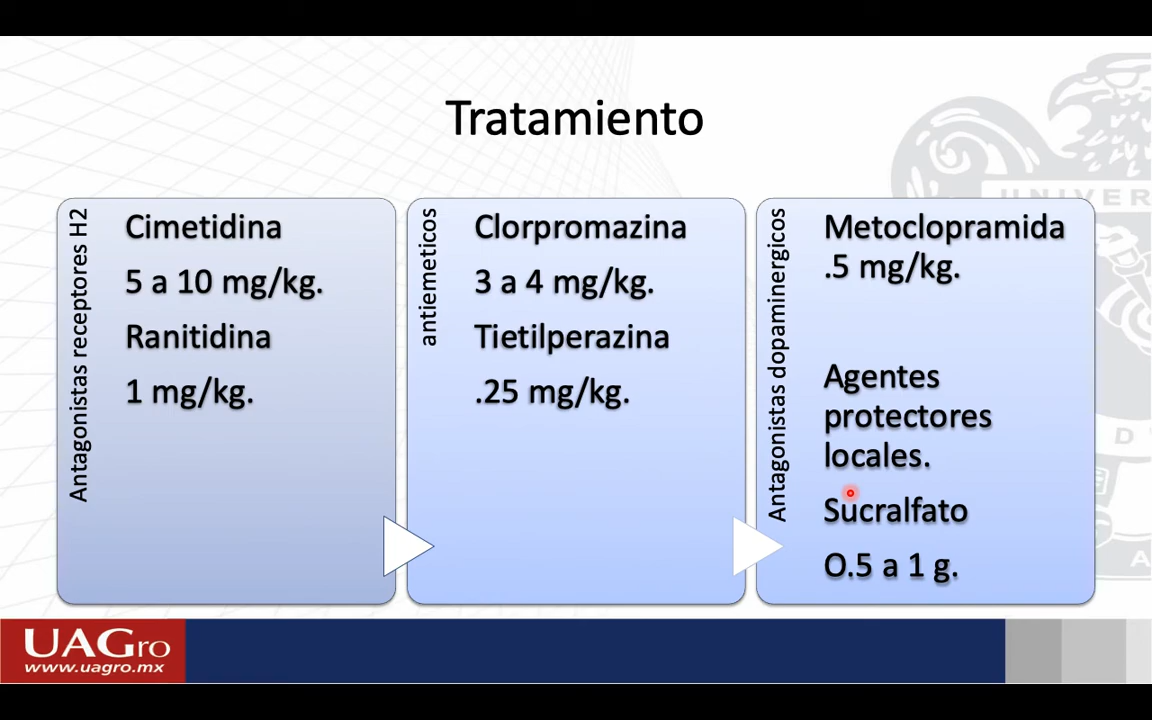 Tratamiento
Antagonistas receptores H2
Cimetidina
5 a 10 mg/kg.
Ranitidina
1 mg/kg.
antiemeticos
Clorpromazina
3 a 4 mg/kg.
Tietilperazina
.25 mg/kg.
Antagonistas dopaminergicos
Metoclopramida
.5 mg/kg.
Agentes
protectores
locales.
Sucralfato
O.5 a 1 g.
UNIVER
D
A
UAGro
www.uagro.mx